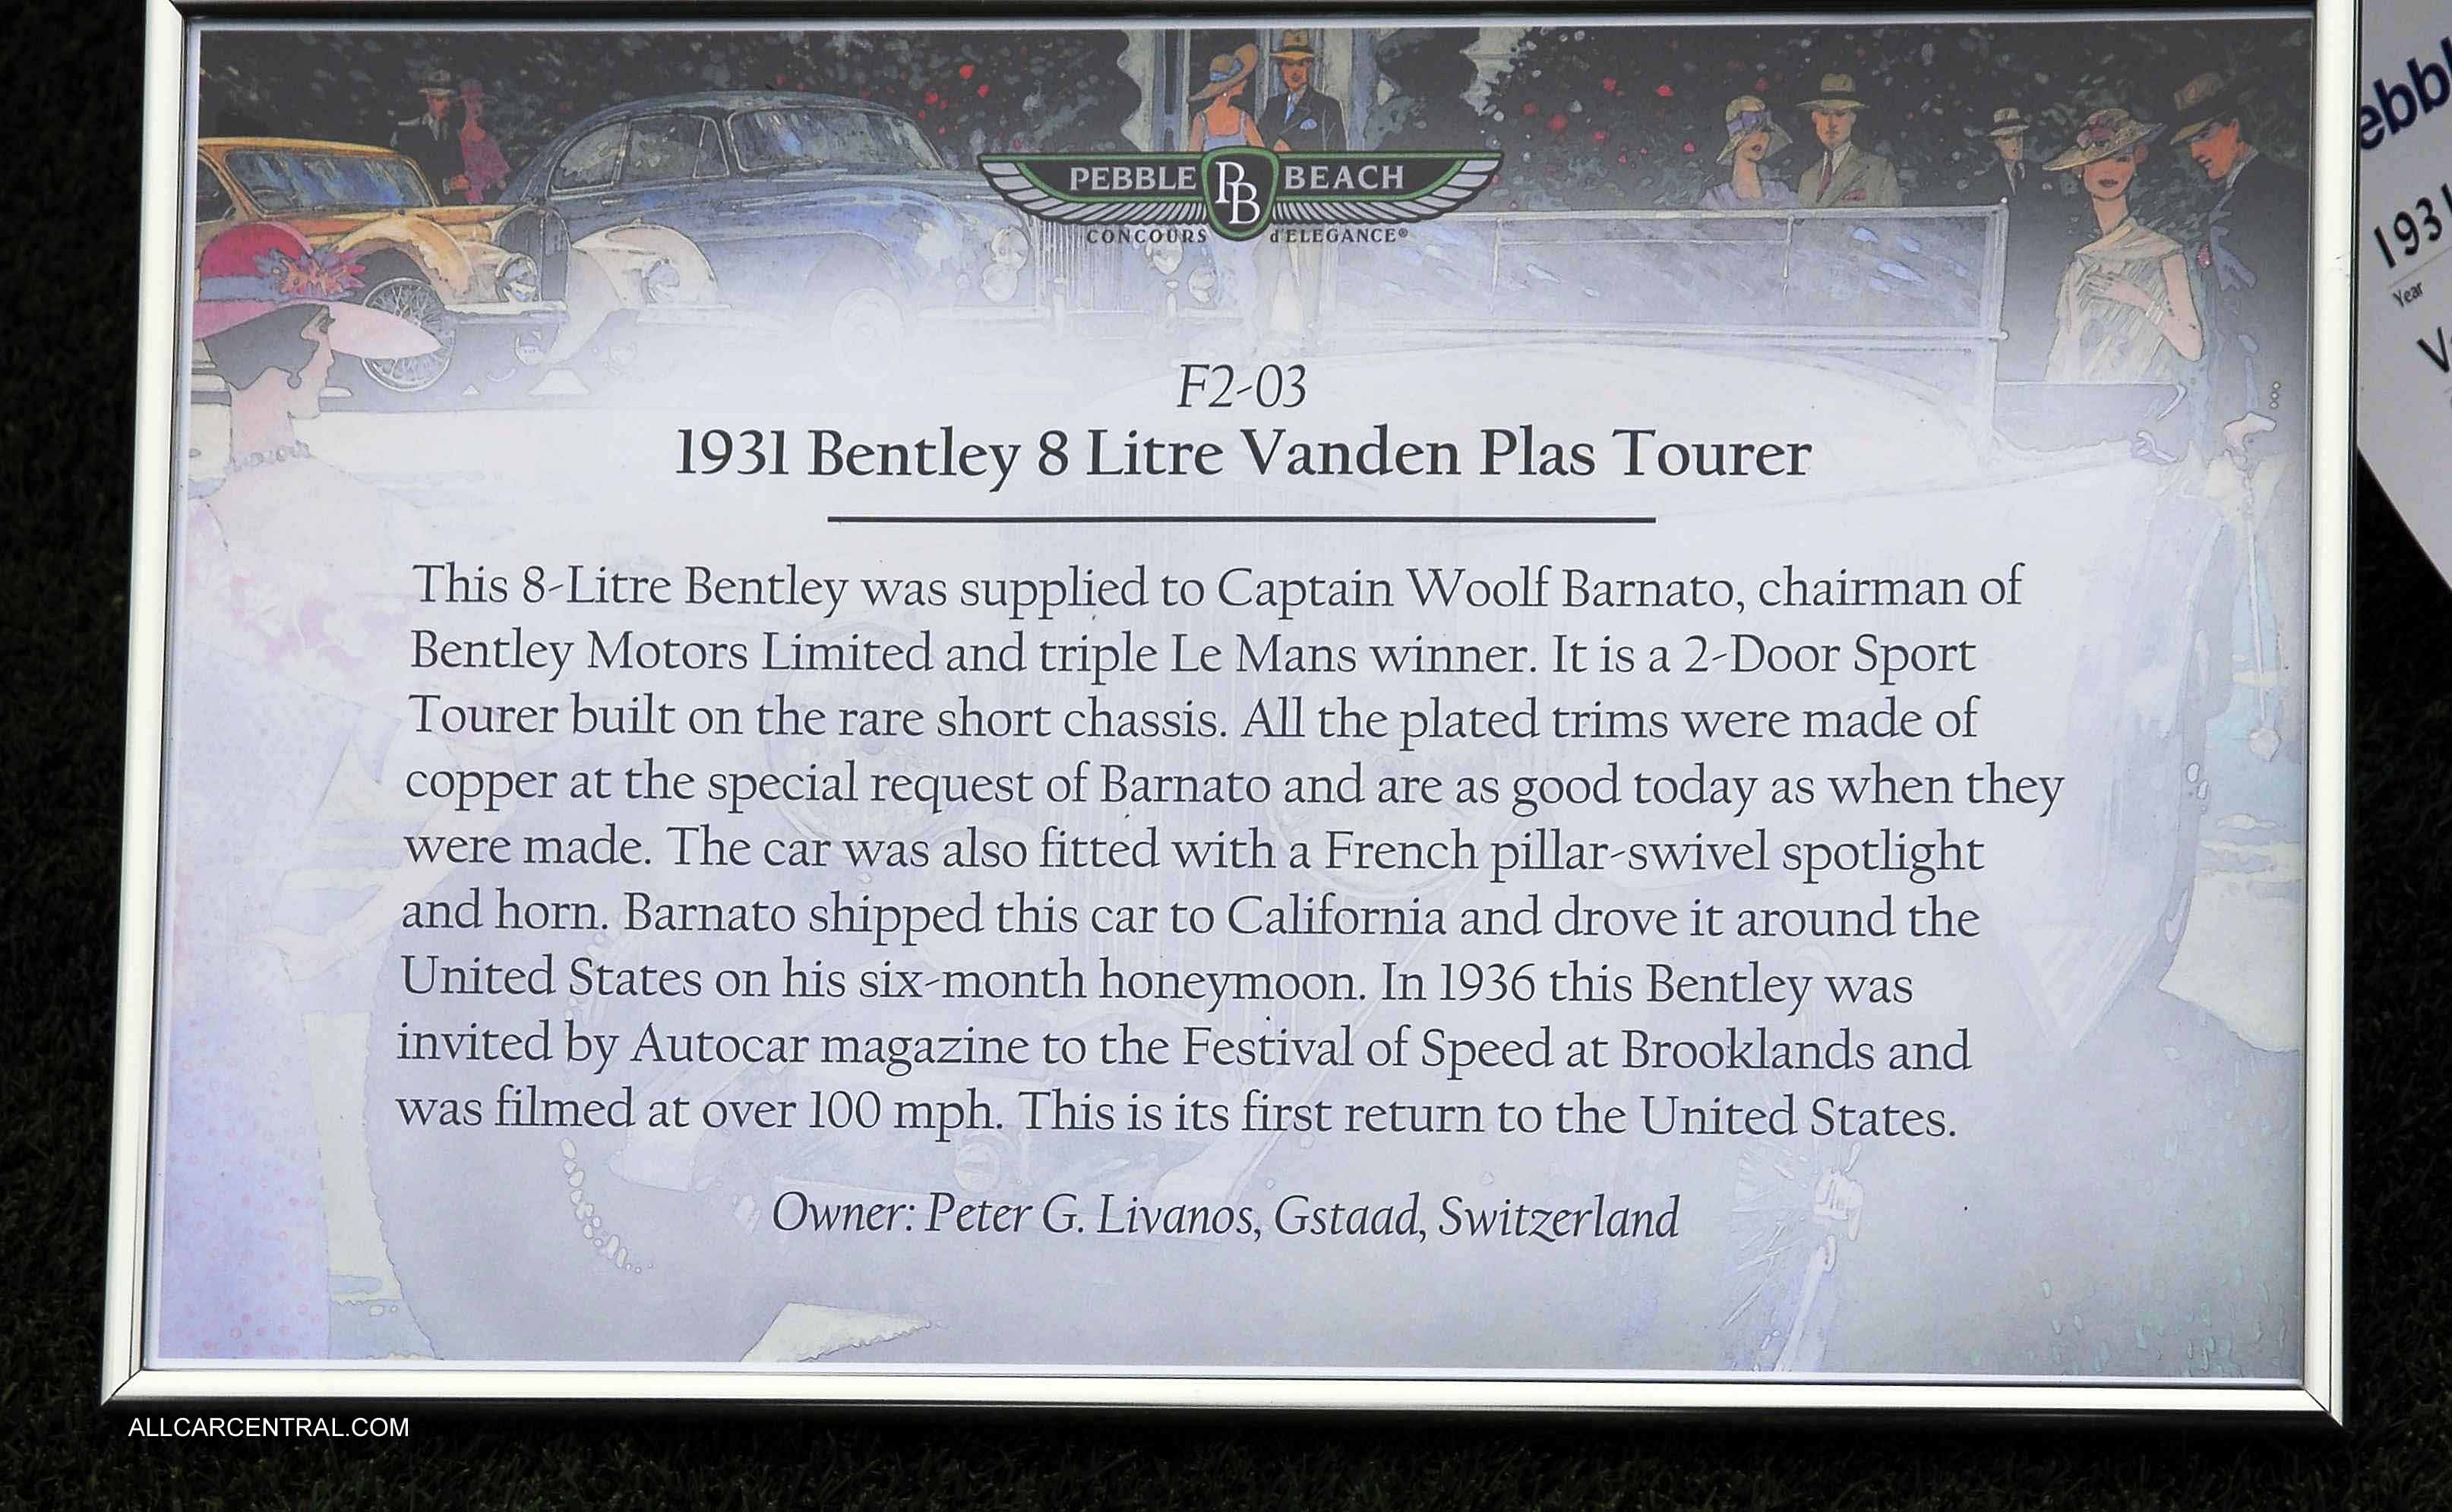 PEBBLE PB BEACH
CONCOURS d'ELEGANCE®
F2-03
1931 Bentley 8 Litre Vanden Plas Tourer
This 8-Litre Bentley was supplied to Captain Woolf Barnato, chairman of
Bentley Motors Limited and triple Le Mans winner. It is a 2-Door Sport
Tourer built on the rare short chassis. All the plated trims were made of
copper at the special request of Barnato and are as good today as when they
were made. The car was also fitted with a French pillar-swivel spotlight
and horn. Barnato shipped this car to California and drove it around the
United States on his six-month honeymoon. In 1936 this Bentley was
invited by Autocar magazine to the Festival of Speed at Brooklands and
was filmed at over 100 mph. This is its first return to the United States.
Owner: Peter G. Livanos, Gstaad, Switzerland
1931
Year
ALLCARCENTRAL.COM